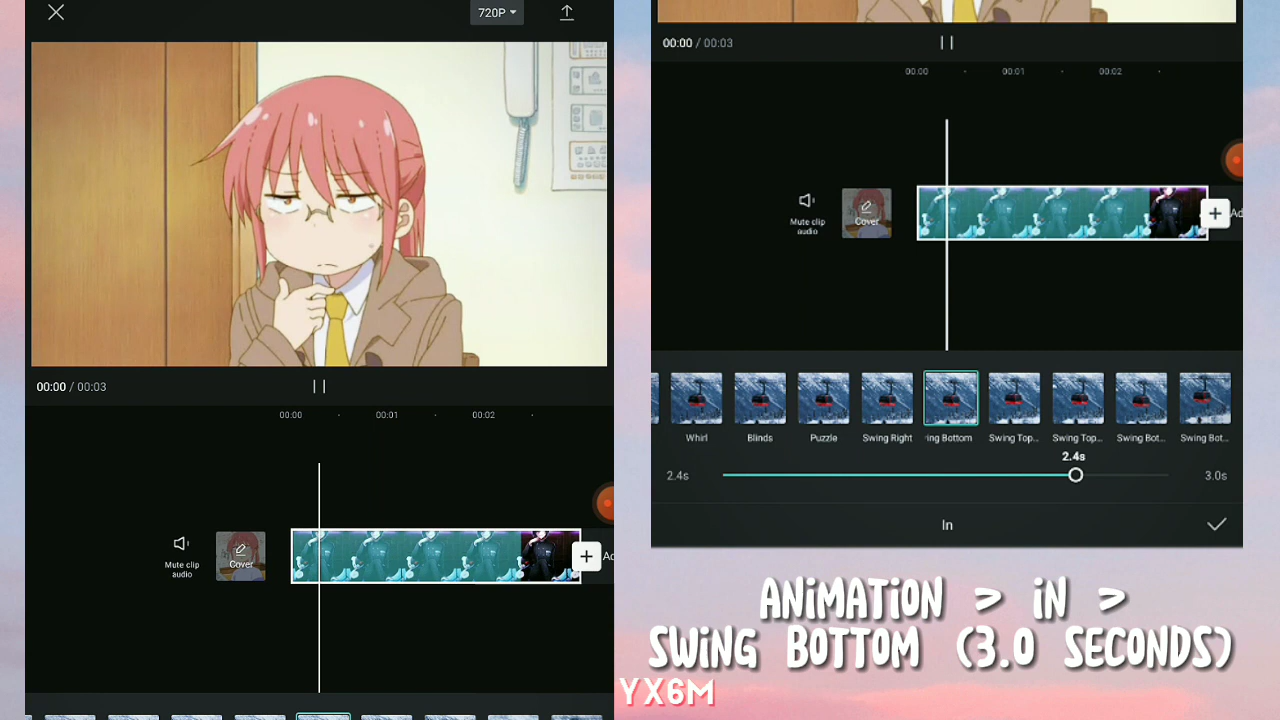 720P
00:00 / 00:03
00:00 00:01 00:02
Mute clip
audio
Cover
00:00 / 00:03
00:00 00:01 00:02
Mute clip
audio
Cover
Ad
Whirl Blinds Puzzle Swing Right ing Bottom Swing Top... Swing Top... Swing Bot... Swing Bot...
2.4s
2.4s 3.0s
In
ANIMATION > IN >
SWING BOTTOM (3.0 SECONDS)
YX6M